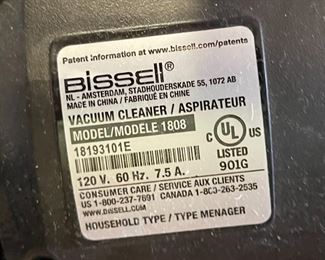 Patent information at www.bissell.com/patents
BISSELL®
NL - AMSTERDAM, STADHOUDERSKADE 55, 1072 AB
MADE IN CHINA / FABRIQUÉ EN CHINE
VACUUM CLEANER / ASPIRATEUR
MODEL/MODELE 1808
18193101E
C UL US
LISTED
901G
120 V. 60 Hz. 7.5 A.
CONSUMER CARE / SERVICE AUX CLIENTS
US 1-800-237-7691 CANADA 1-800-263-2535
WWW.BISSELL.COM
HOUSEHOLD TYPE / TYPE MENAGER